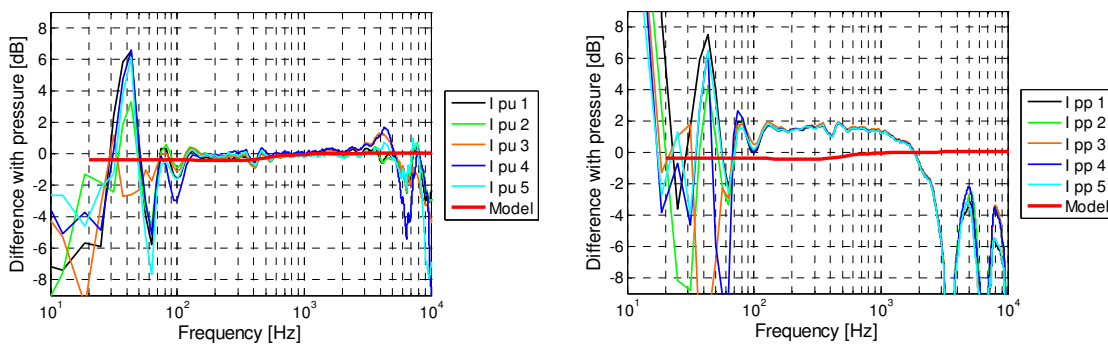 Difference with pressure [dB]
8
6
4
2
0
-2
-4
-6
-8
10^1
10^2
10^3
10^4
Frequency [Hz]
I pu 1
I pu 2
I pu 3
I pu 4
I pu 5
Model
Difference with pressure [dB]
8
6
4
2
0
-2
-4
-6
-8
10^1
10^2
10^3
10^4
Frequency [Hz]
I pp 1
I pp 2
I pp 3
I pp 4
I pp 5
Model